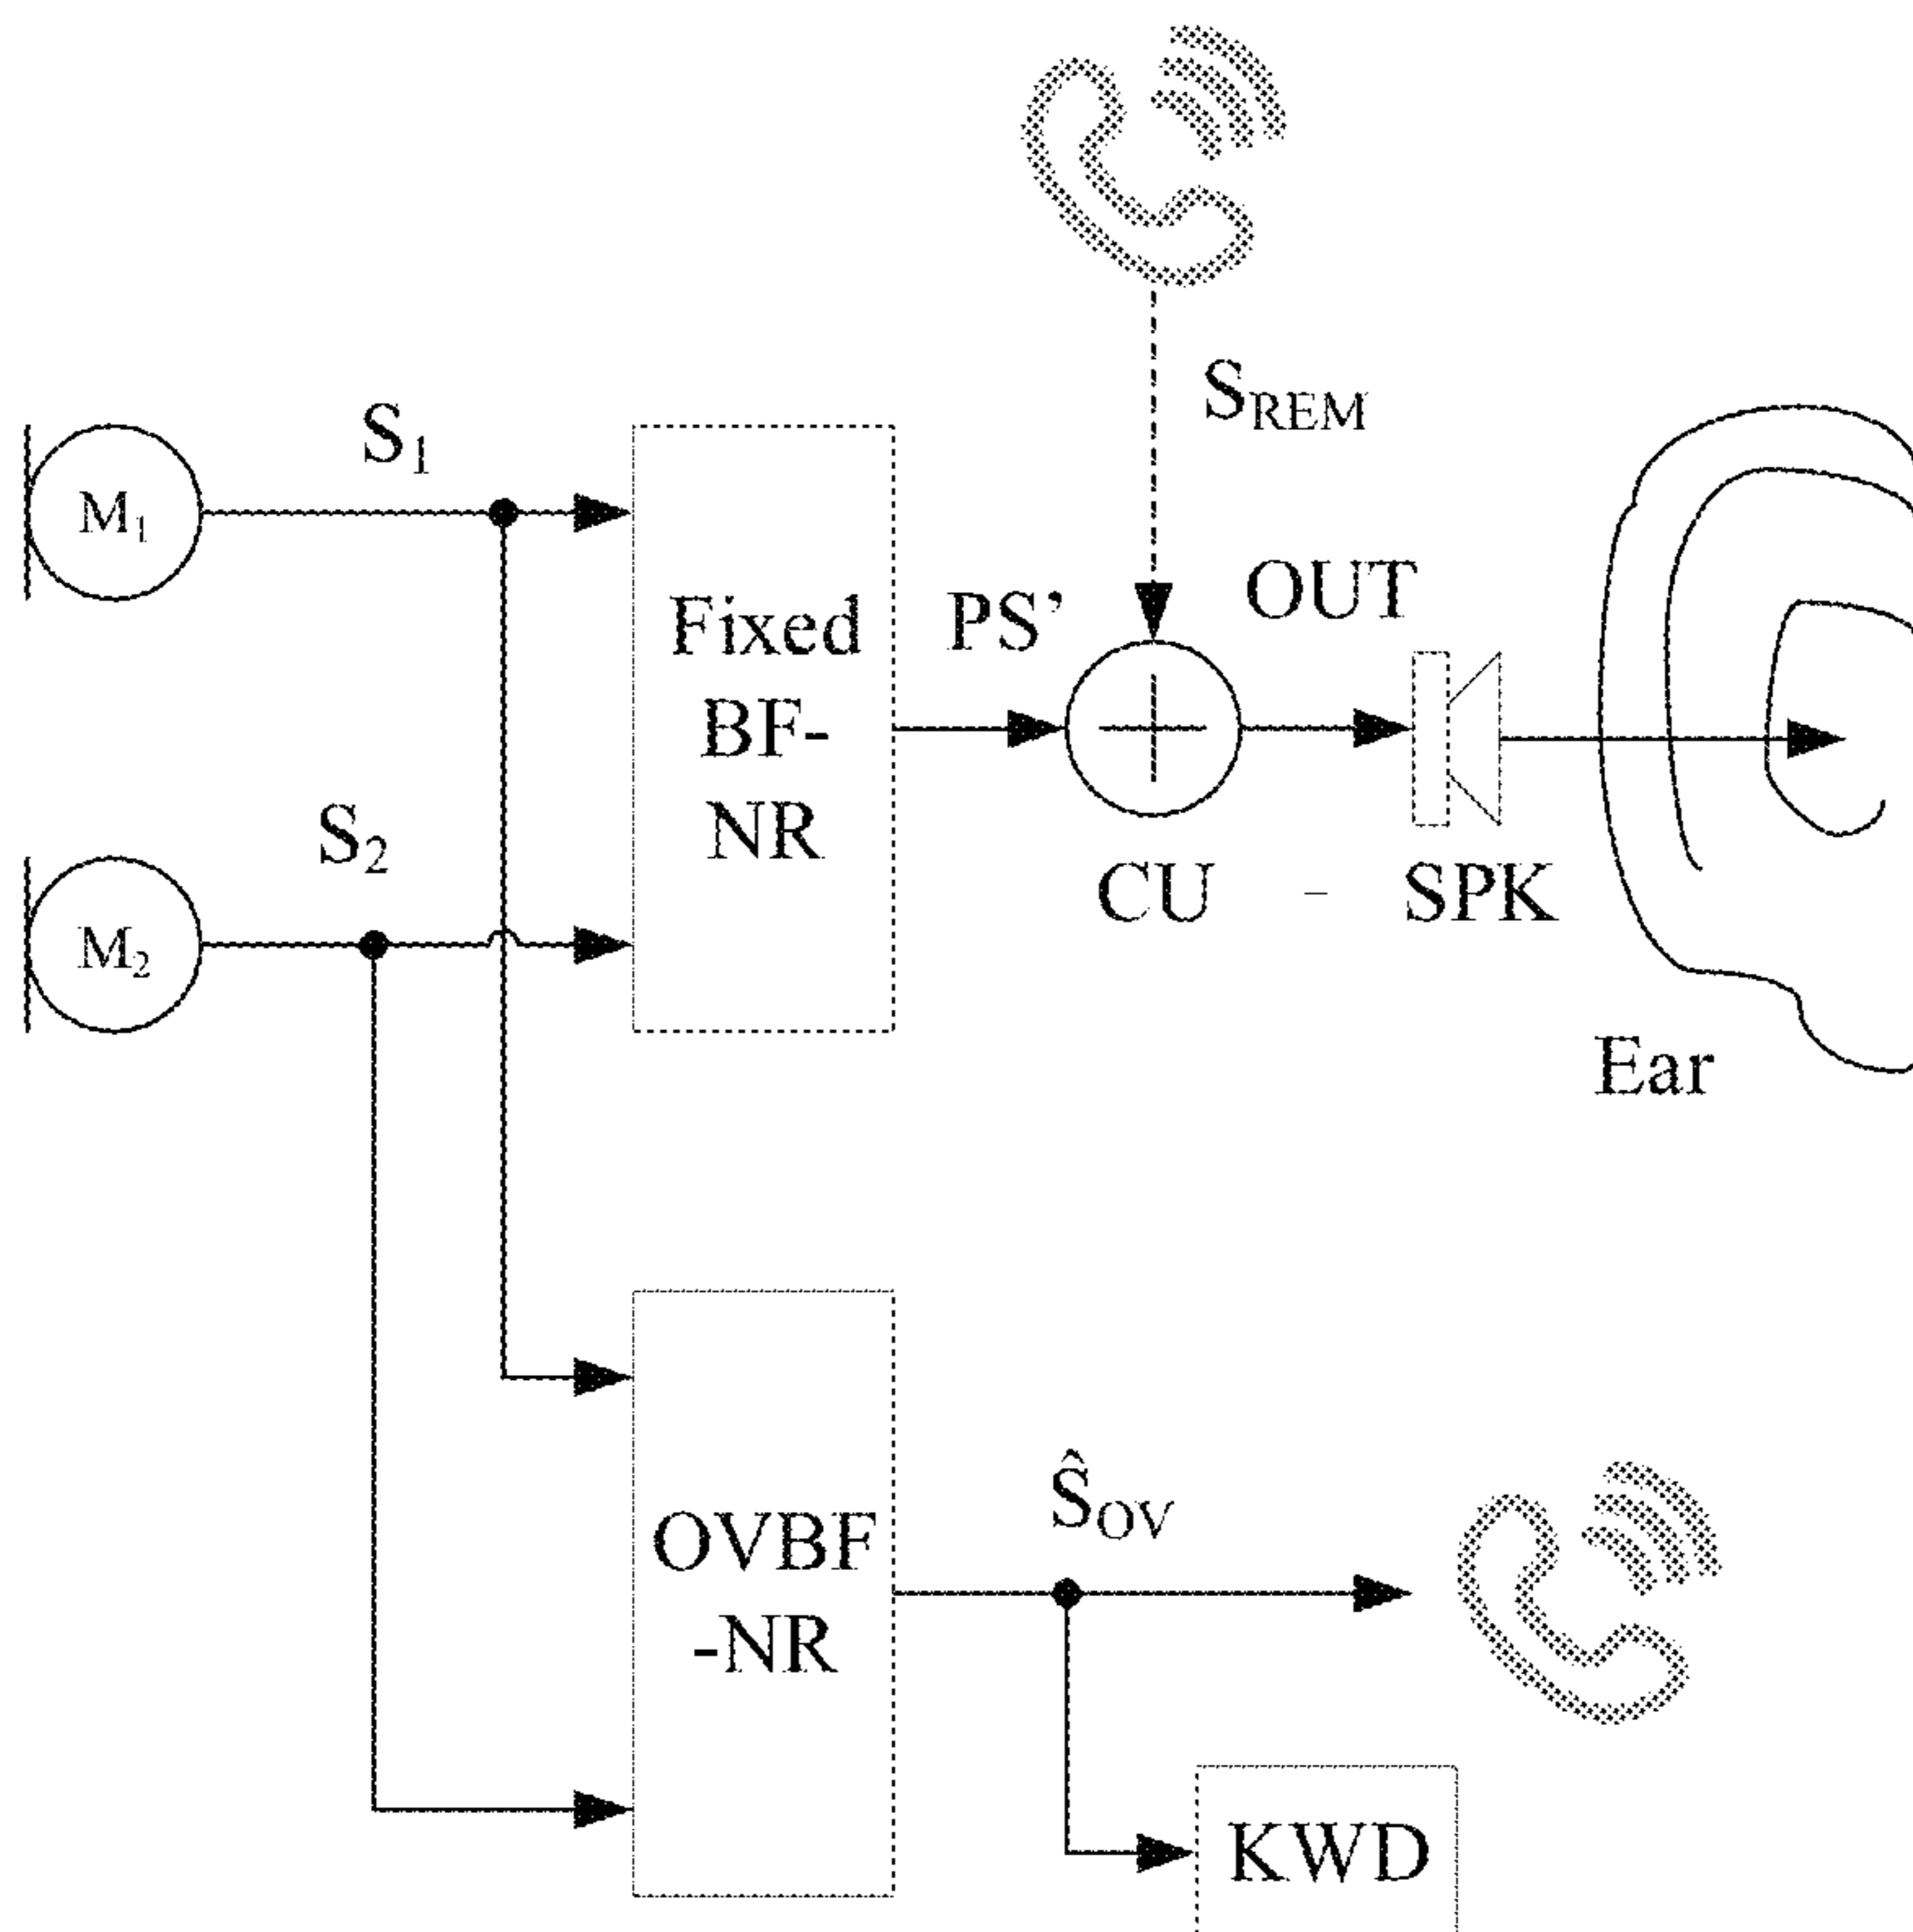 S_REM
S₁
M₁
OUT
Fixed
BF-
NR
PS’
S₂
CU
SPK
M₂
Ear
OVBF
-NR
Ŝ_OV
KWD